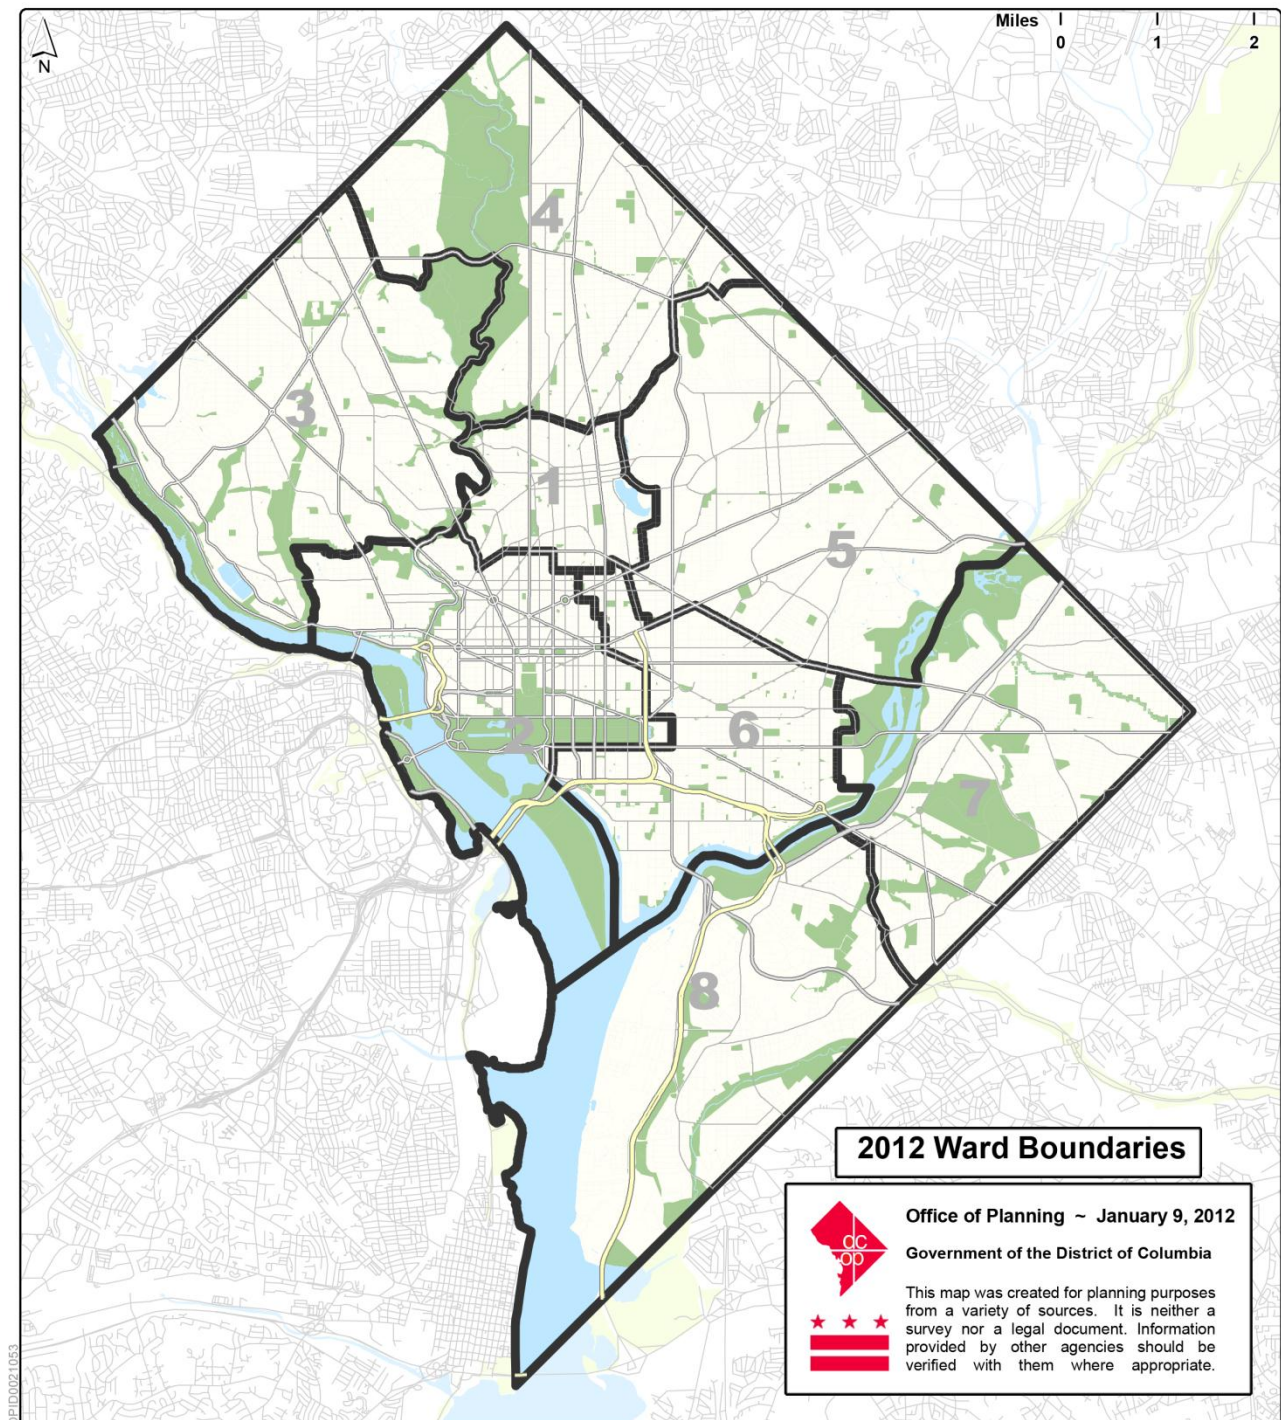 Miles
0 1 2
N
4
3
1
5
2
6
7
8
2012 Ward Boundaries
Office of Planning ~ January 9, 2012
dc
op
Government of the District of Columbia
This map was created for planning purposes
from a variety of sources. It is neither a
survey nor a legal document. Information
provided by other agencies should be
verified with them where appropriate.